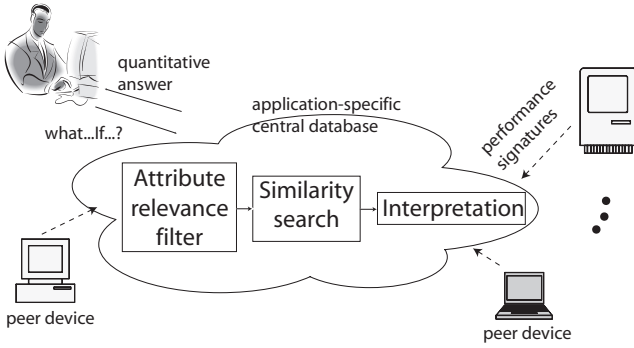 quantitative
answer
what...If...?
application-specific
central database
performance
signatures
Attribute
relevance
filter
Similarity
search
Interpretation
peer device
peer device